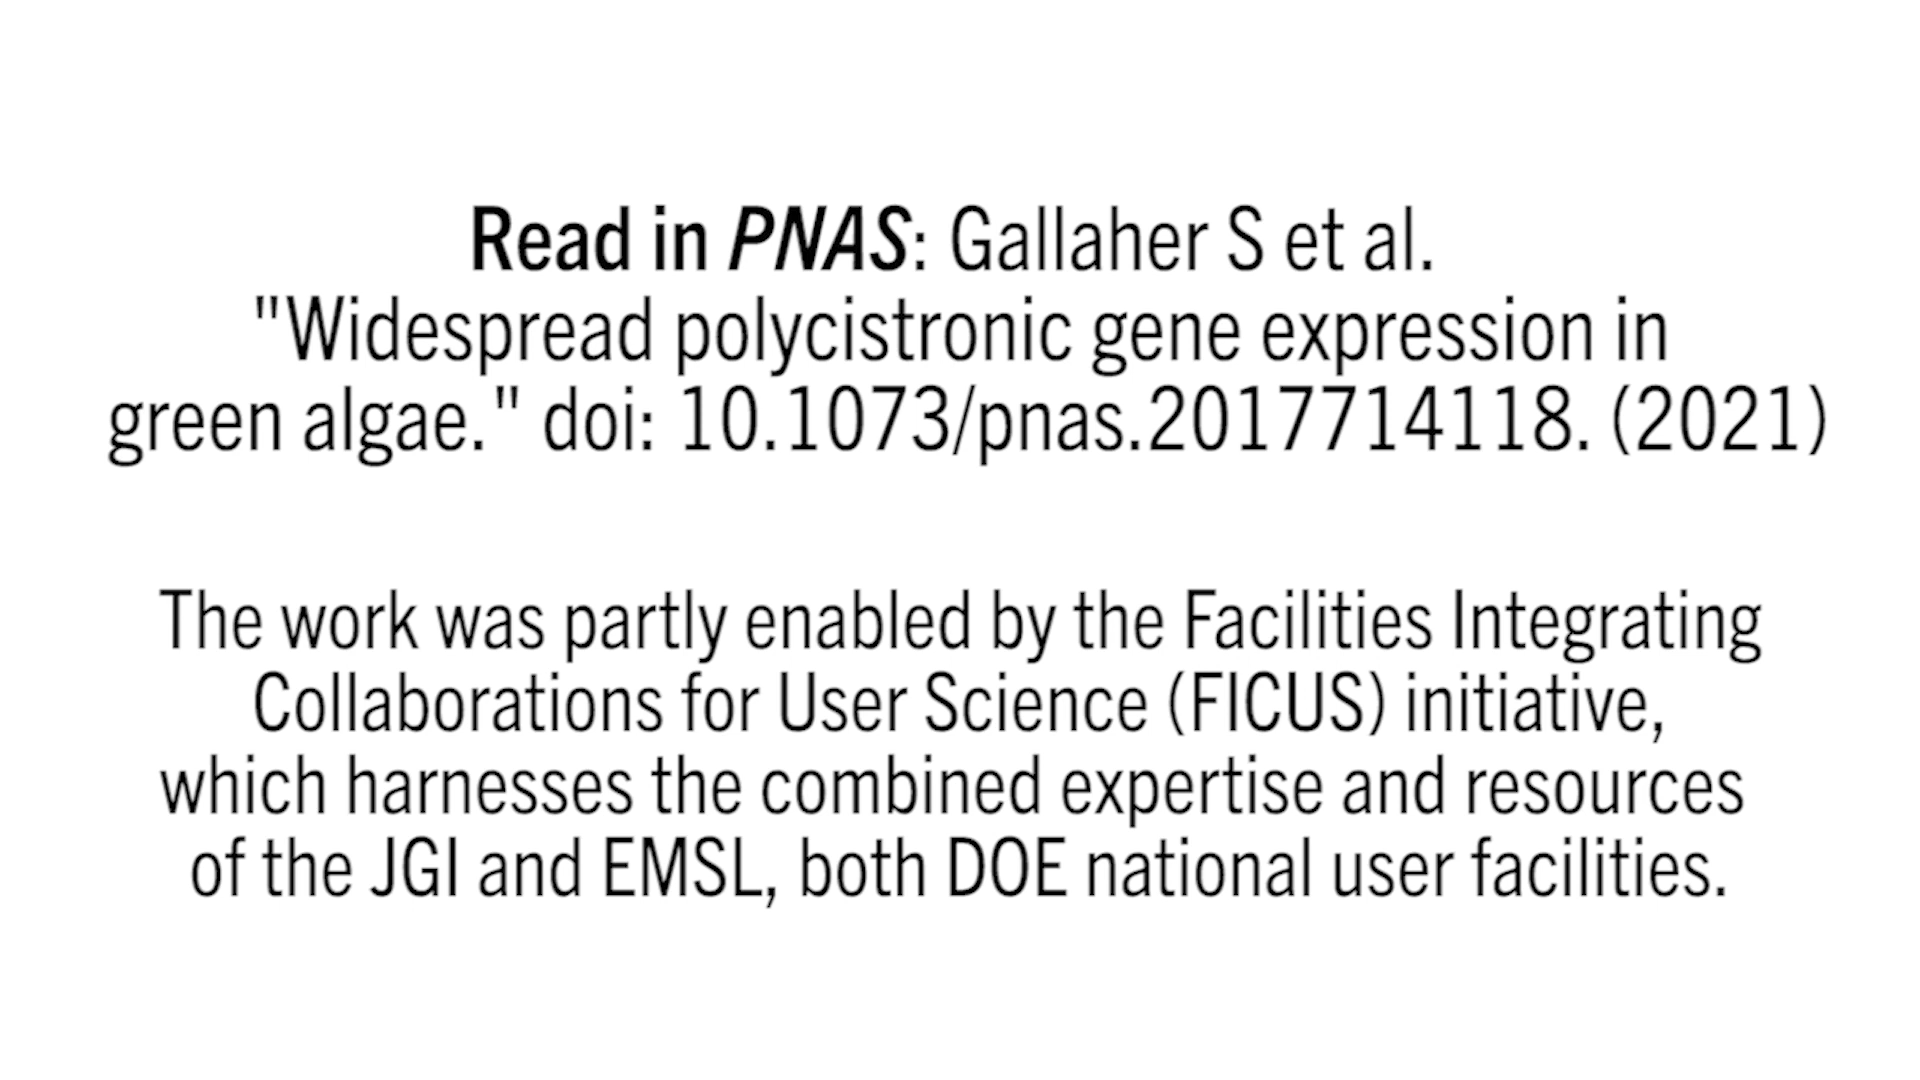 Read in PNAS: Gallaher S et al.
"Widespread polycistronic gene expression in
green algae." doi: 10.1073/pnas.2017714118. (2021)
The work was partly enabled by the Facilities Integrating
Collaborations for User Science (FICUS) initiative,
which harnesses the combined expertise and resources
of the JGI and EMSL, both DOE national user facilities.